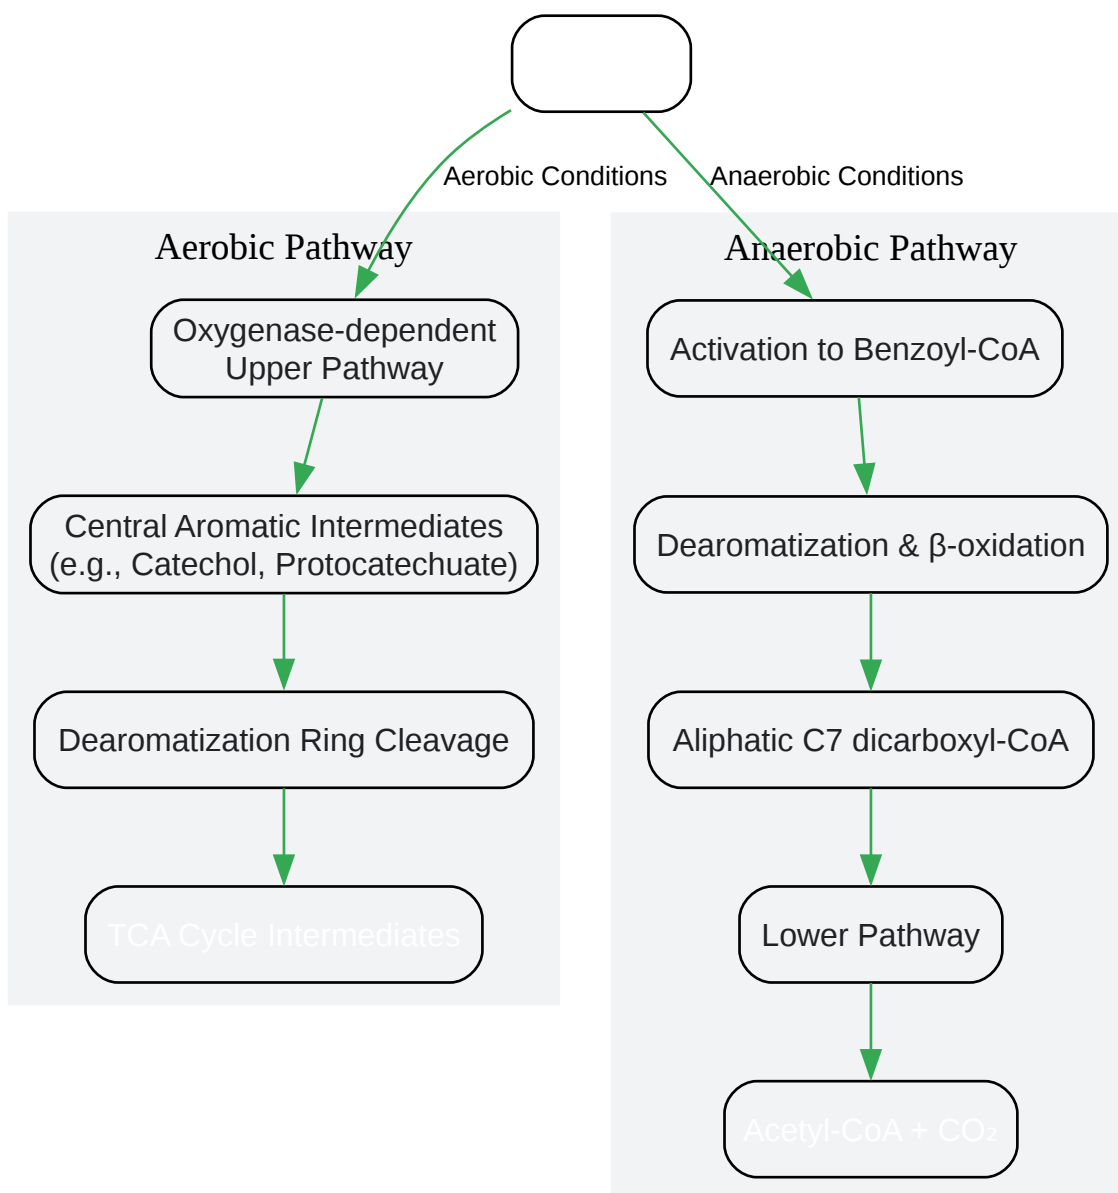 Aerobic Conditions
Anaerobic Conditions
Aerobic Pathway
Oxygenase-dependent
Upper Pathway
Central Aromatic Intermediates
(e.g., Catechol, Protocatechuate)
Dearomatization Ring Cleavage
TCA Cycle Intermediates
Anaerobic Pathway
Activation to Benzoyl-CoA
Dearomatization & β-oxidation
Aliphatic C7 dicarboxyl-CoA
Lower Pathway
Acetyl-CoA + CO₂